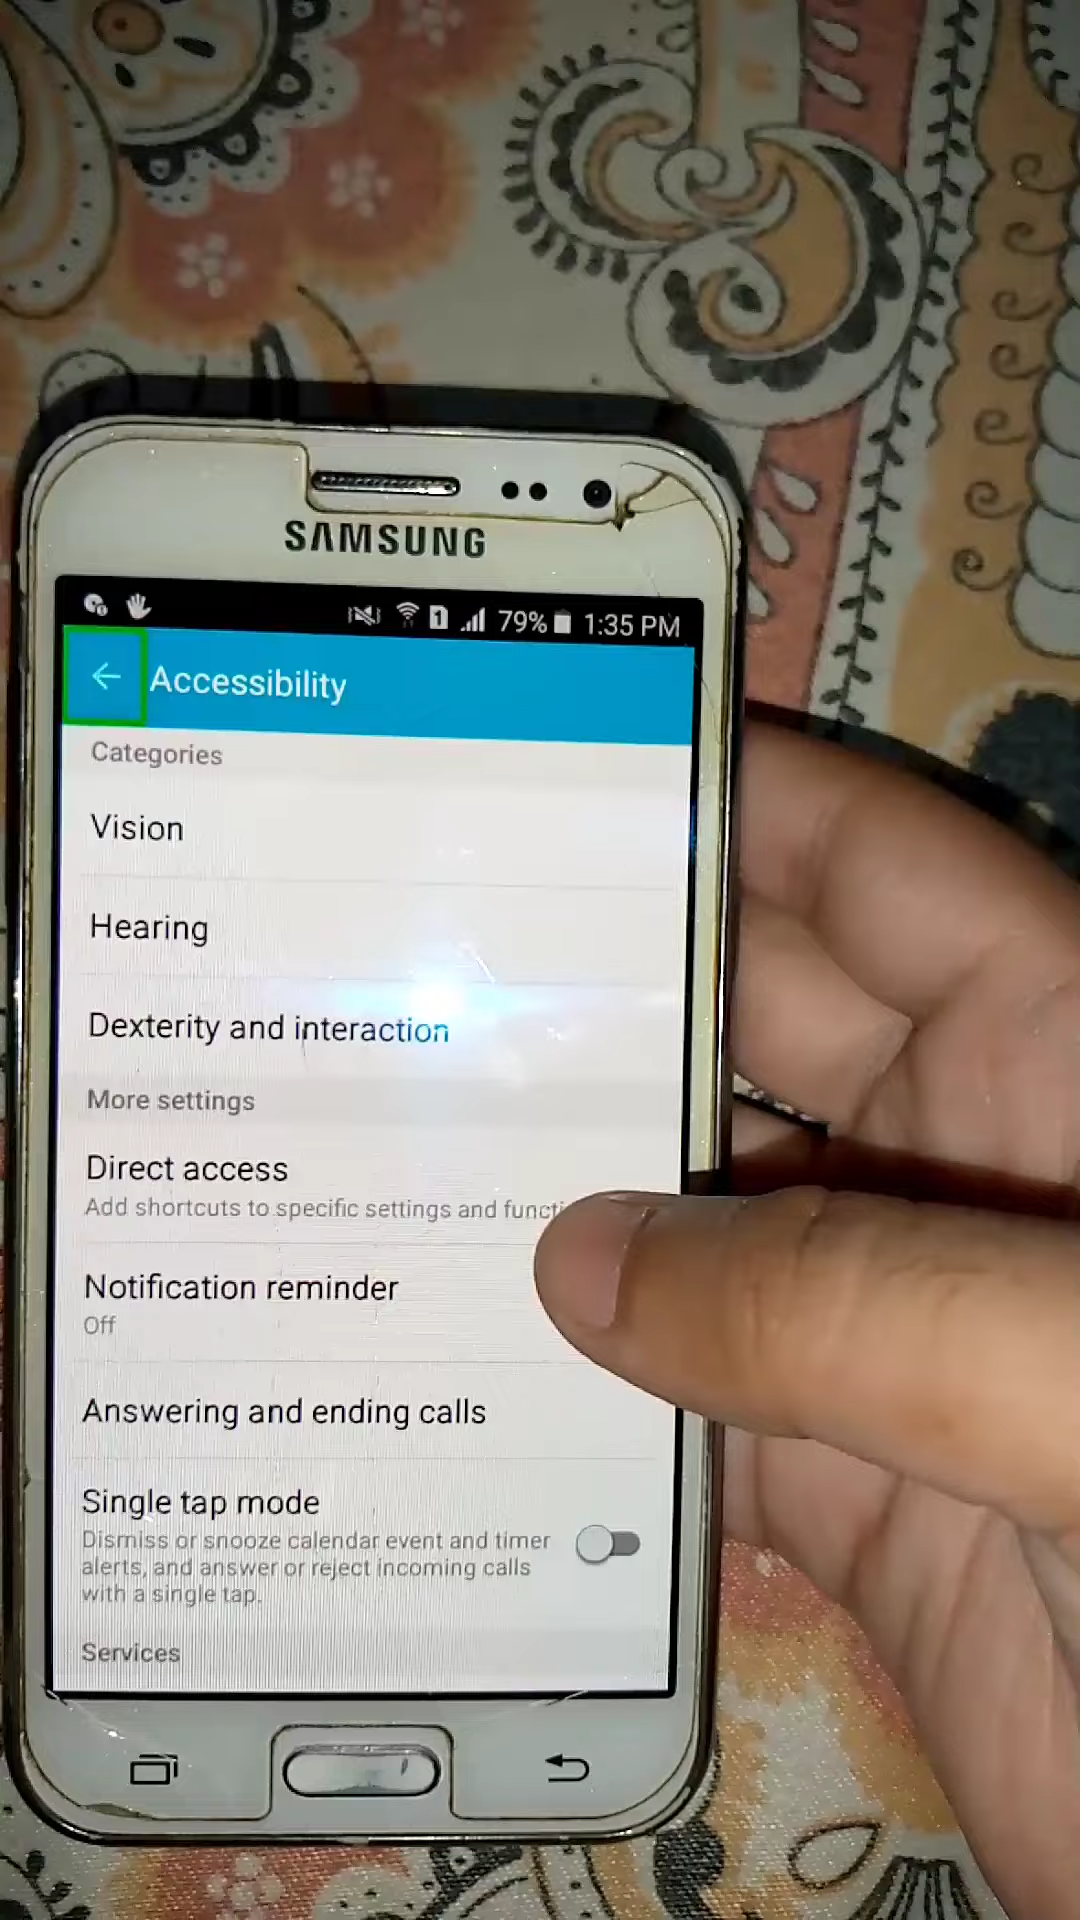 SAMSUNG
1 79% 1:35 PM
Accessibility
Categories
Vision
Hearing
Dexterity and interaction
More settings
Direct access
Add shortcuts to specific settings and
Notification reminder
Off
Answering and ending calls
Single tap mode
Dismiss or snooze calendar event and timer
alerts, and answer or reject incoming calls
with a single tap.
Services